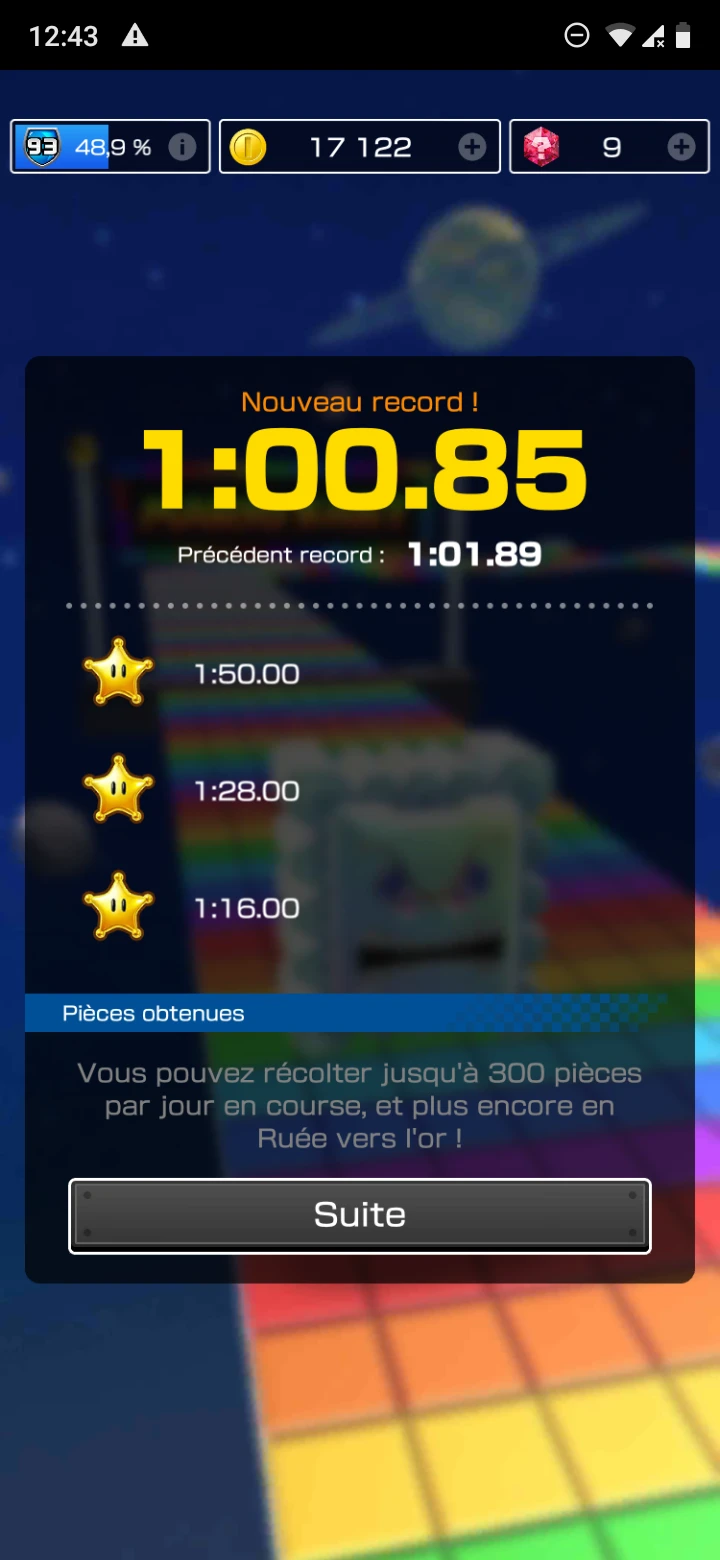 12:43
93 48,9 % i 17 122 9
Nouveau record !
1:00.85
Précédent record : 1:01.89
1:50.00
1:28.00
1:16.00
Pièces obtenues
Vous pouvez récolter jusqu'à 300 pièces
par jour en course, et plus encore en
Ruée vers l'or !
Suite